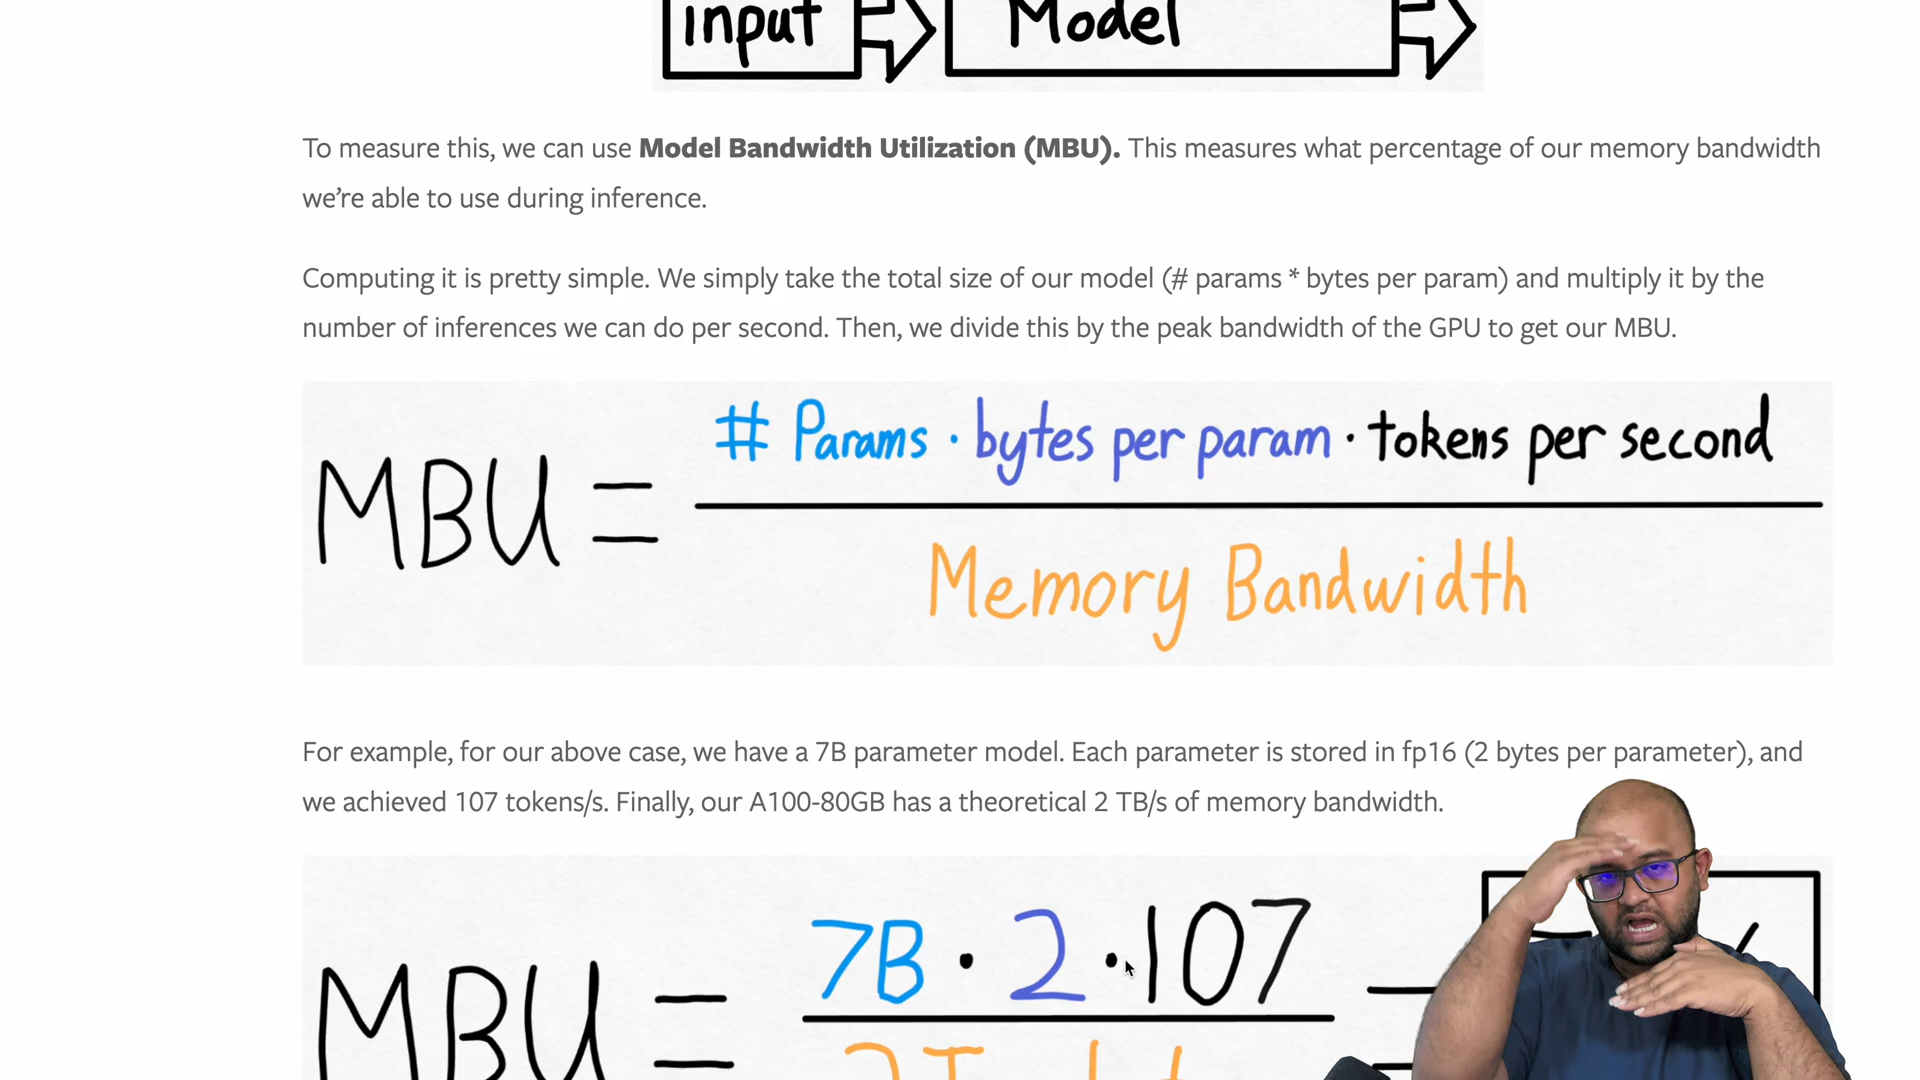 Input Model
To measure this, we can use Model Bandwidth Utilization (MBU). This measures what percentage of our memory bandwidth
we’re able to use during inference.
Computing it is pretty simple. We simply take the total size of our model (# params * bytes per param) and multiply it by the
number of inferences we can do per second. Then, we divide this by the peak bandwidth of the GPU to get our MBU.
# Params · bytes per param · tokens per second
MBU =
Memory Bandwidth
For example, for our above case, we have a 7B parameter model. Each parameter is stored in fp16 (2 bytes per parameter), and
we achieved 107 tokens/s. Finally, our A100-80GB has a theoretical 2 TB/s of memory bandwidth.
7B · 2 · 107
MBU =